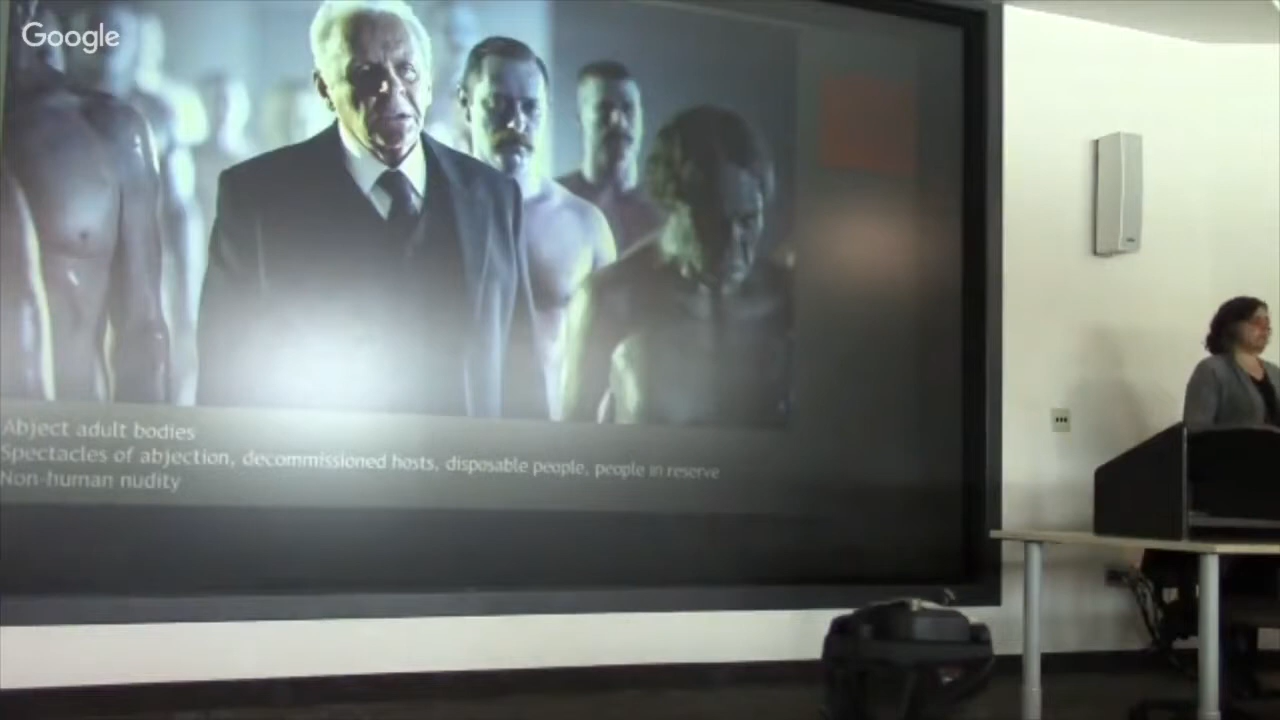 Google
Abject adult bodies
Spectacles of abjection, decommissioned hosts, disposable people, people in reserve
Non-human nudity